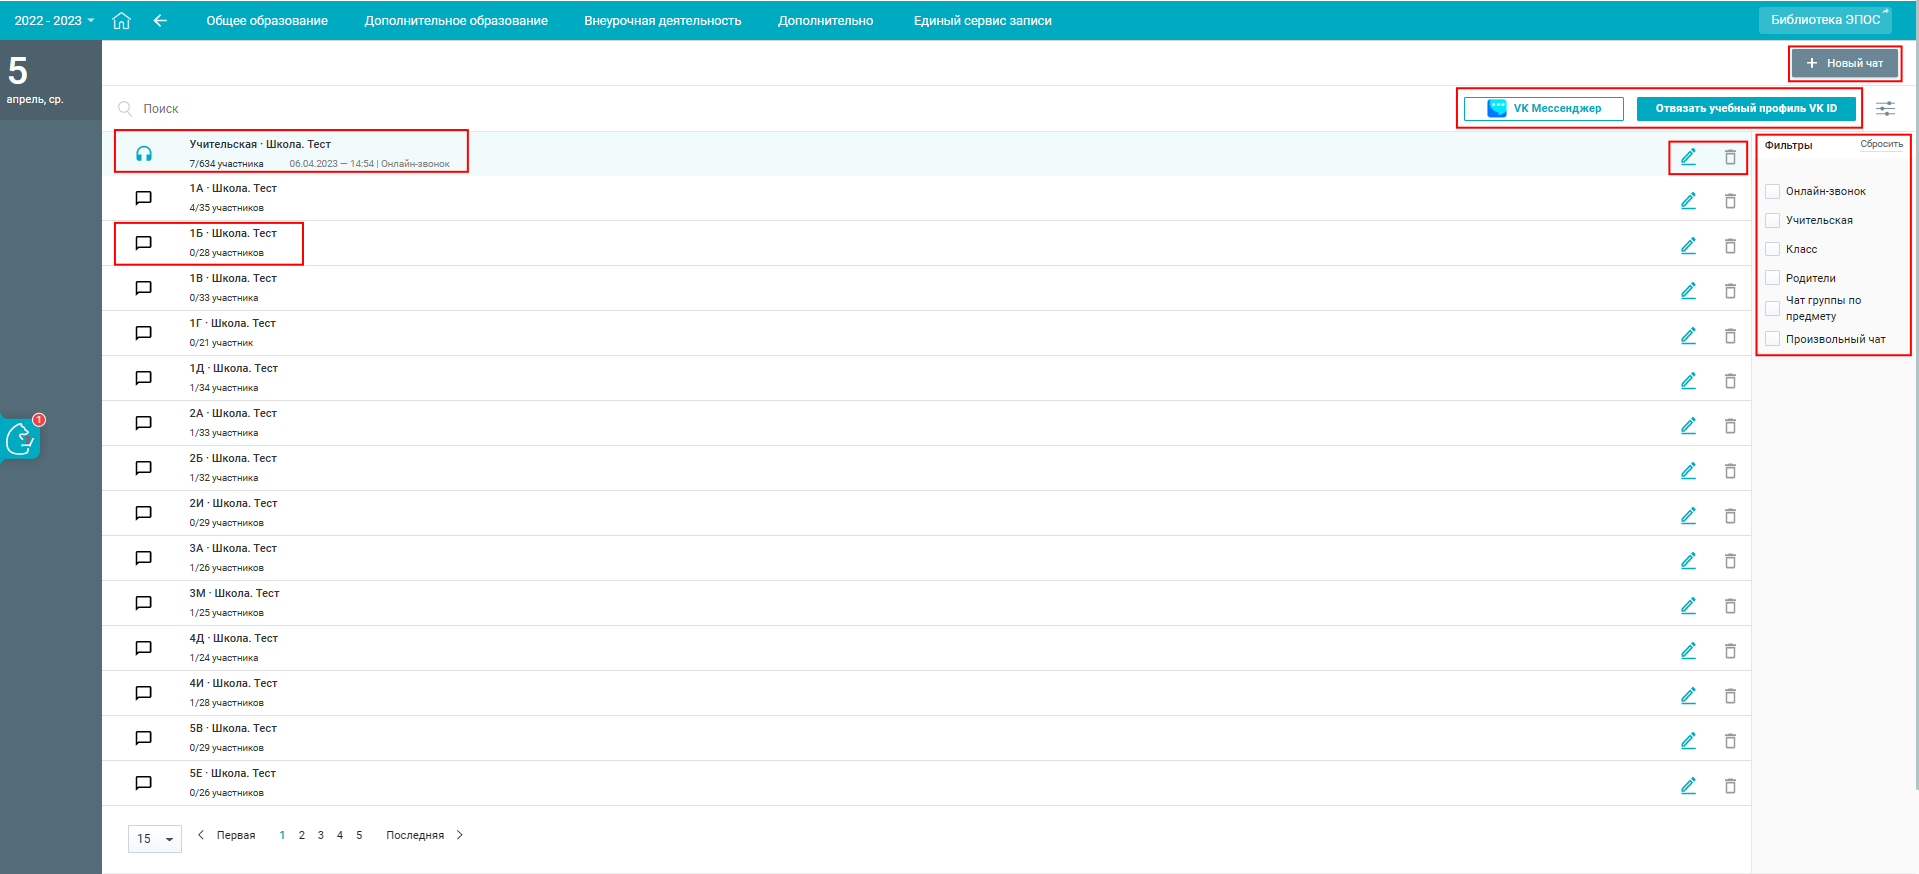 2022 - 2023
Общее образование
Дополнительное образование
Внеурочная деятельность
Дополнительно
Единый сервис записи
Библиотека ЭПОС
5
апрель, ср.
+ Новый чат
Поиск
VK Мессенджер
Отвязать учебный профиль VK ID
Учительская · Школа. Тест
7/634 участника 06.04.2023 — 14:54 | Онлайн-звонок
1А · Школа. Тест
4/35 участников
1Б · Школа. Тест
0/28 участников
1В · Школа. Тест
0/33 участника
1Г · Школа. Тест
0/21 участник
1Д · Школа. Тест
1/34 участника
2А · Школа. Тест
1/33 участника
2Б · Школа. Тест
1/32 участника
2И · Школа. Тест
0/29 участников
3А · Школа. Тест
1/26 участников
3М · Школа. Тест
1/25 участников
4Д · Школа. Тест
1/24 участника
4И · Школа. Тест
1/28 участников
5В · Школа. Тест
0/29 участников
5Е · Школа. Тест
0/26 участников
Фильтры
Сбросить
Онлайн-звонок
Учительская
Класс
Родители
Чат группы по
предмету
Произвольный чат
1
15
Первая 1 2 3 4 5 Последняя